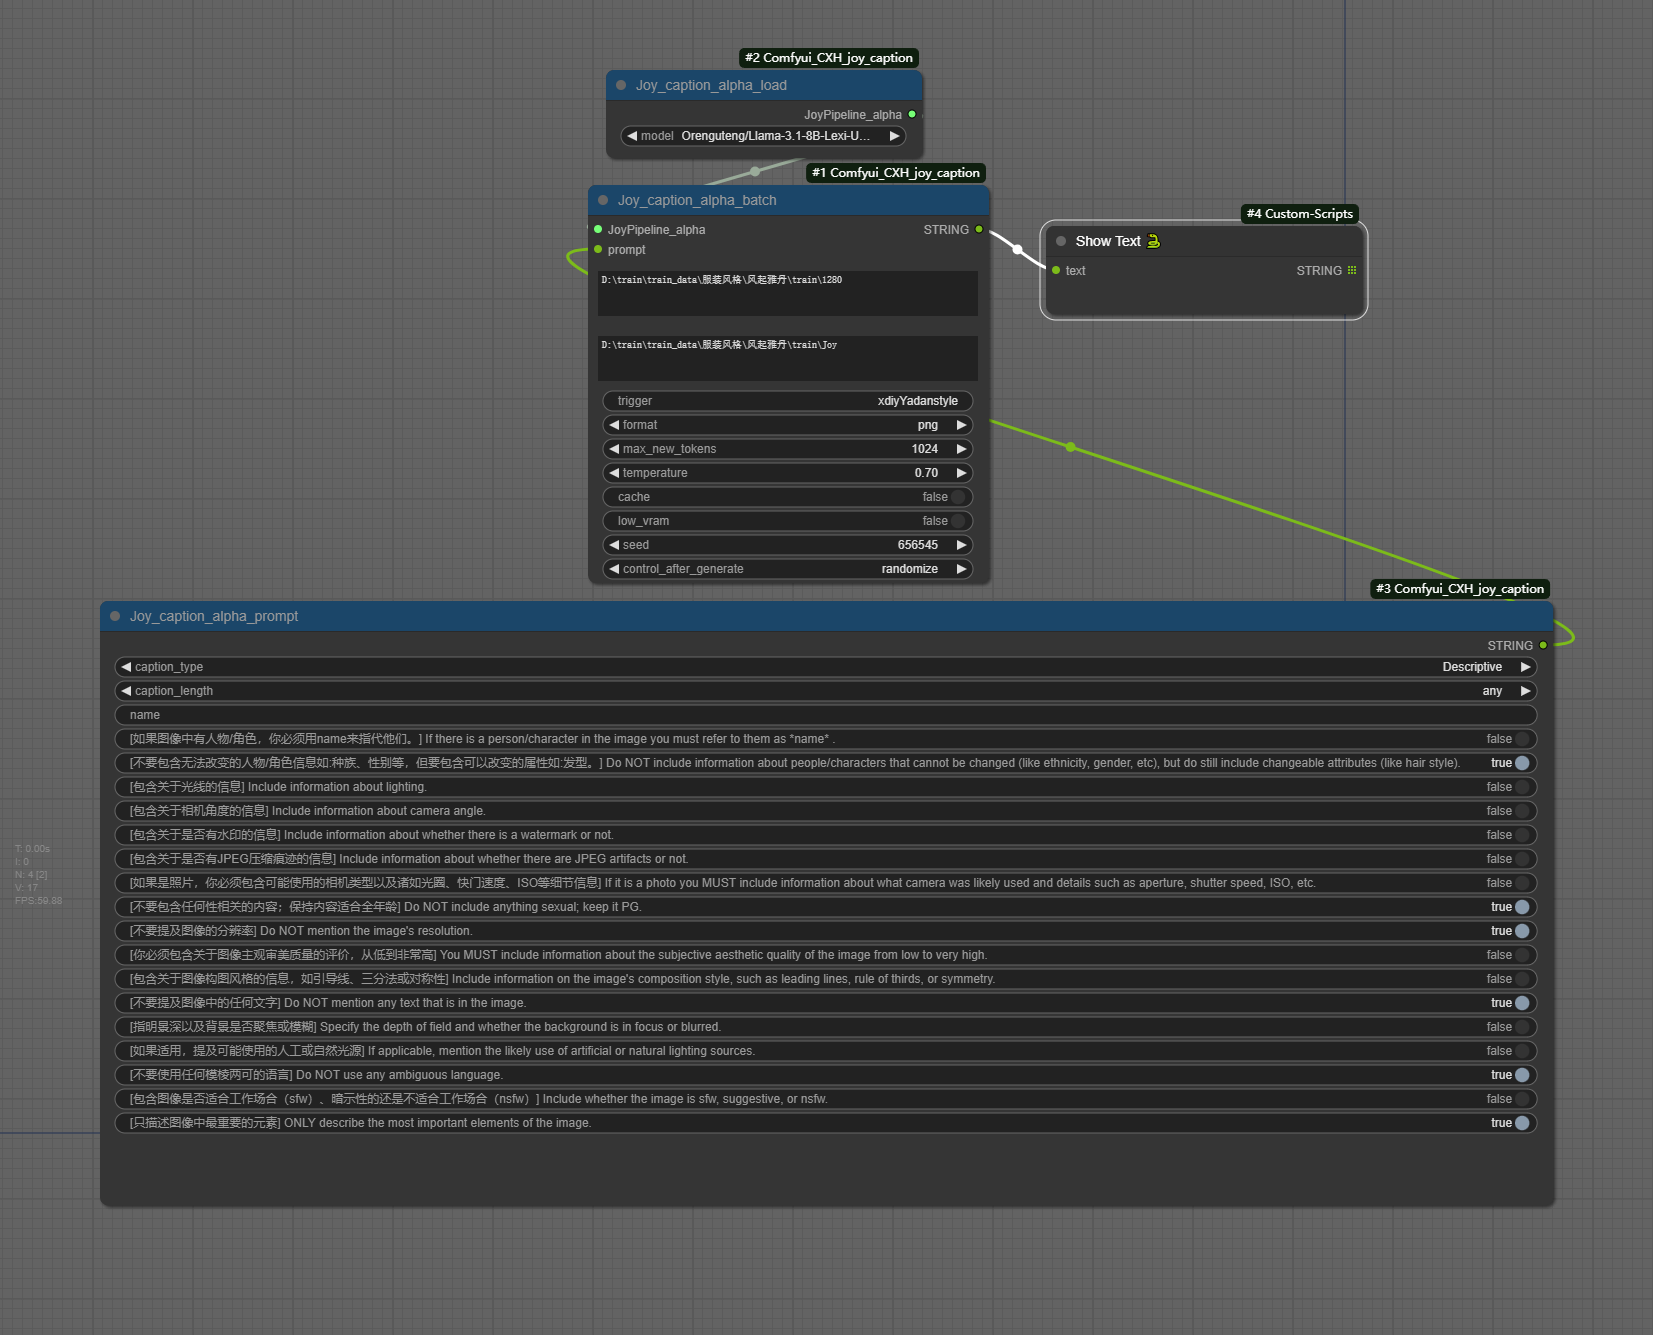 #2 Comfyui_CXH_joy_caption
Joy_caption_alpha_load
JoyPipeline_alpha
model Orenguteng/Llama-3.1-8B-Lexi-U...
#1 Comfyui_CXH_joy_caption
Joy_caption_alpha_batch
JoyPipeline_alpha STRING
prompt
D:\train\train_data\服装风格\风起雅丹\train\1280
D:\train\train_data\服装风格\风起雅丹\train\Joy
trigger xdiyYadanstyle
format png
max_new_tokens 1024
temperature 0.70
cache false
low_vram false
seed 656545
control_after_generate randomize
#4 Custom-Scripts
Show Text 🐍
text STRING
#3 Comfyui_CXH_joy_caption
Joy_caption_alpha_prompt
STRING
caption_type Descriptive
caption_length any
name
[如果图像中有人物/角色，你必须用name来指代他们。] If there is a person/character in the image you must refer to them as *name* . false
[不要包含无法改变的人物/角色信息如:种族、性别等，但要包含可以改变的属性如:发型。] Do NOT include information about people/characters that cannot be changed (like ethnicity, gender, etc), but do still include changeable attributes (like hair style). true
[包含关于光线的信息] Include information about lighting. false
[包含关于相机角度的信息] Include information about camera angle. false
[包含关于是否有水印的信息] Include information about whether there is a watermark or not. false
[包含关于是否有JPEG压缩痕迹的信息] Include information about whether there are JPEG artifacts or not. false
[如果是照片，你必须包含可能使用的相机类型以及诸如光圈、快门速度、ISO等细节信息] If it is a photo you MUST include information about what camera was likely used and details such as aperture, shutter speed, ISO, etc. false
[不要包含任何性相关的内容；保持内容适合全年龄] Do NOT include anything sexual; keep it PG. true
[不要提及图像的分辨率] Do NOT mention the image's resolution. true
[你必须包含关于图像主观审美质量的评价，从低到非常高] You MUST include information about the subjective aesthetic quality of the image from low to very high. false
[包含关于图像构图风格的信息，如引导线、三分法或对称性] Include information on the image's composition style, such as leading lines, rule of thirds, or symmetry. false
[不要提及图像中的任何文字] Do NOT mention any text that is in the image. true
[指明景深以及背景是否聚焦或模糊] Specify the depth of field and whether the background is in focus or blurred. false
[如果适用，提及可能使用的人工或自然光源] If applicable, mention the likely use of artificial or natural lighting sources. false
[不要使用任何模棱两可的语言] Do NOT use any ambiguous language. true
[包含图像是否适合工作场合（sfw）、暗示性的还是不适合工作场合（nsfw）] Include whether the image is sfw, suggestive, or nsfw. false
[只描述图像中最重要的元素] ONLY describe the most important elements of the image. true
T: 0.00s
I: 0
N: 4 [2]
V: 17
FPS:59.88